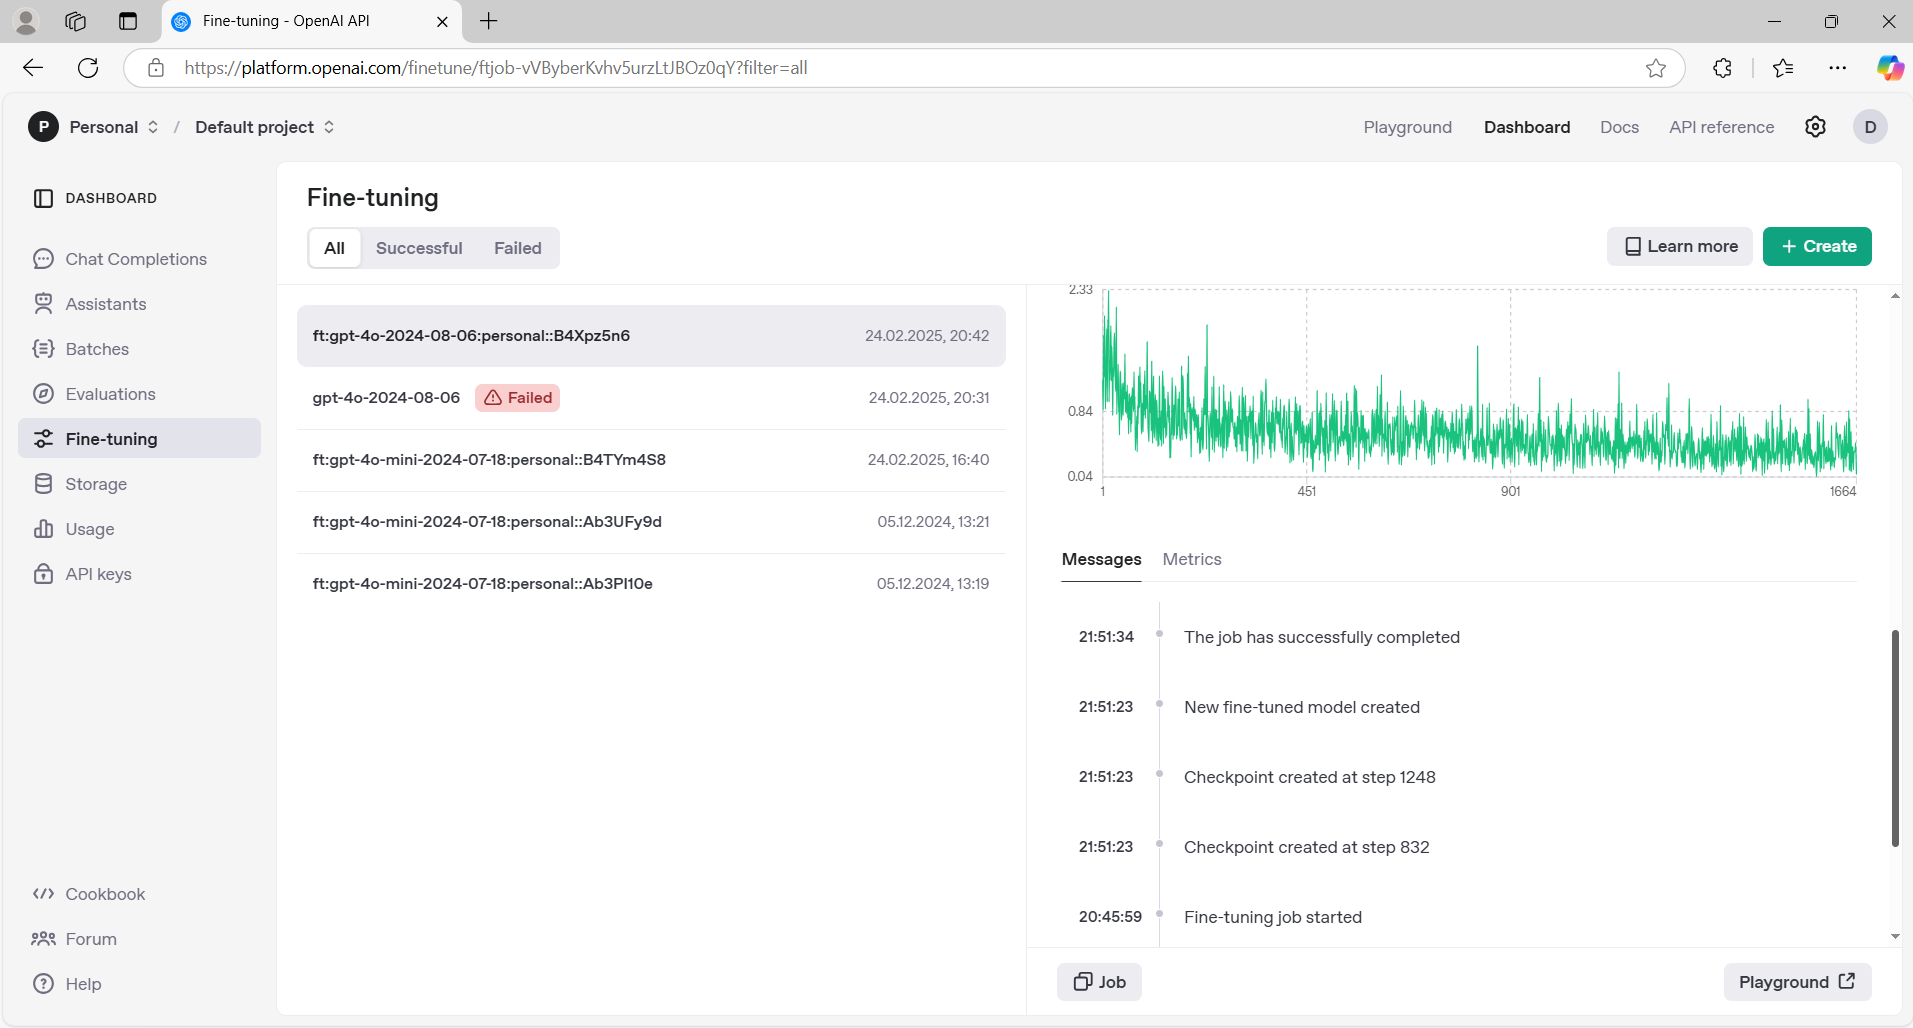 Fine-tuning - OpenAI API
https://platform.openai.com/finetune/ftjob-vVByberKvhv5urzLtJBOz0qY?filter=all
P Personal / Default project
Playground Dashboard Docs API reference D
DASHBOARD
Chat Completions
Assistants
Batches
Evaluations
Fine-tuning
Storage
Usage
API keys
Cookbook
Forum
Help
Fine-tuning
All Successful Failed
Learn more + Create
ft:gpt-4o-2024-08-06:personal::B4Xpz5n6 24.02.2025, 20:42
gpt-4o-2024-08-06 Failed 24.02.2025, 20:31
ft:gpt-4o-mini-2024-07-18:personal::B4TYm4S8 24.02.2025, 16:40
ft:gpt-4o-mini-2024-07-18:personal::Ab3UFy9d 05.12.2024, 13:21
ft:gpt-4o-mini-2024-07-18:personal::Ab3PI10e 05.12.2024, 13:19
2.33
0.84
0.04
1 451 901 1664
Messages Metrics
21:51:34 The job has successfully completed
21:51:23 New fine-tuned model created
21:51:23 Checkpoint created at step 1248
21:51:23 Checkpoint created at step 832
20:45:59 Fine-tuning job started
Job Playground